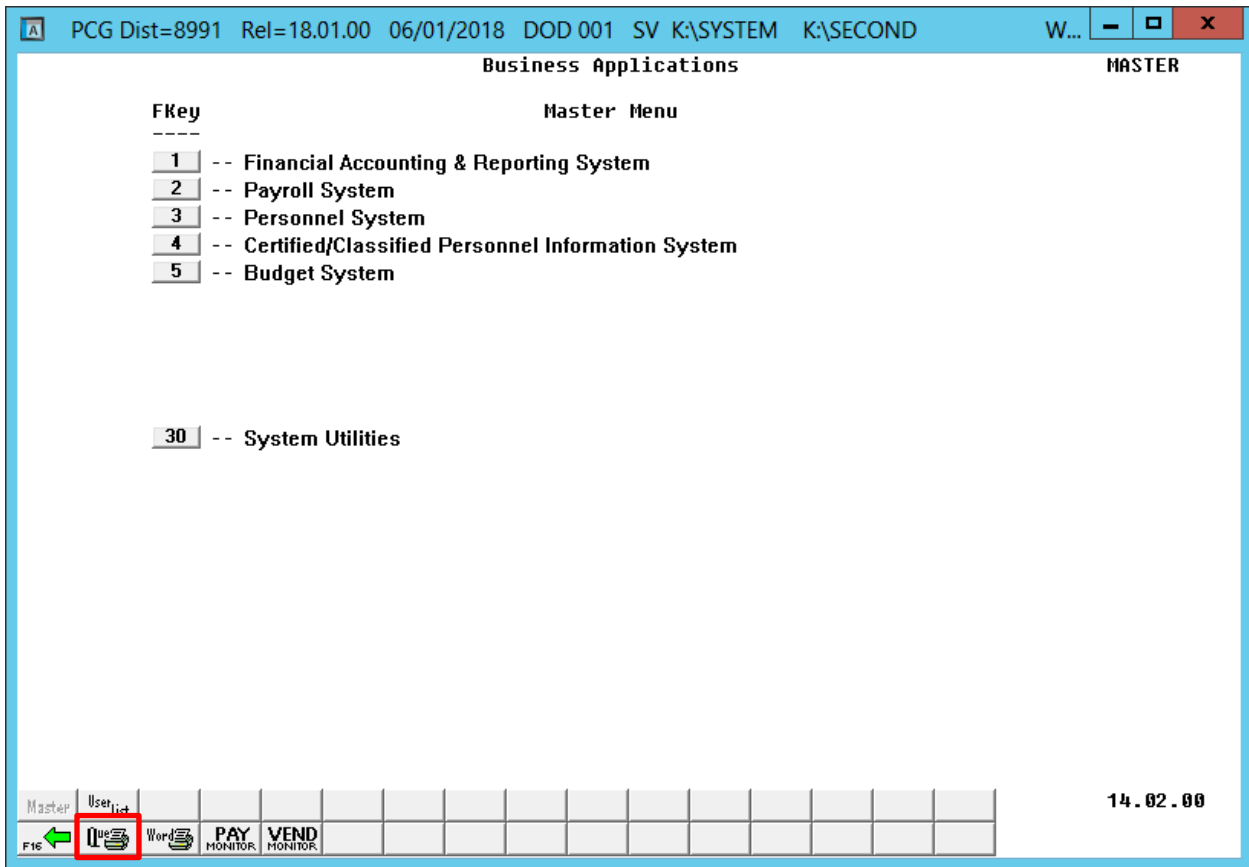 A PCG Dist=8991 Rel=18.01.00 06/01/2018 DOD 001 SV K:\SYSTEM K:\SECOND W... x
Business Applications MASTER
FKey Master Menu
----
1 -- Financial Accounting & Reporting System
2 -- Payroll System
3 -- Personnel System
4 -- Certified/Classified Personnel Information System
5 -- Budget System
30 -- System Utilities
Master User List 14.02.00
F16 Que Word PAY MONITOR VEND MONITOR